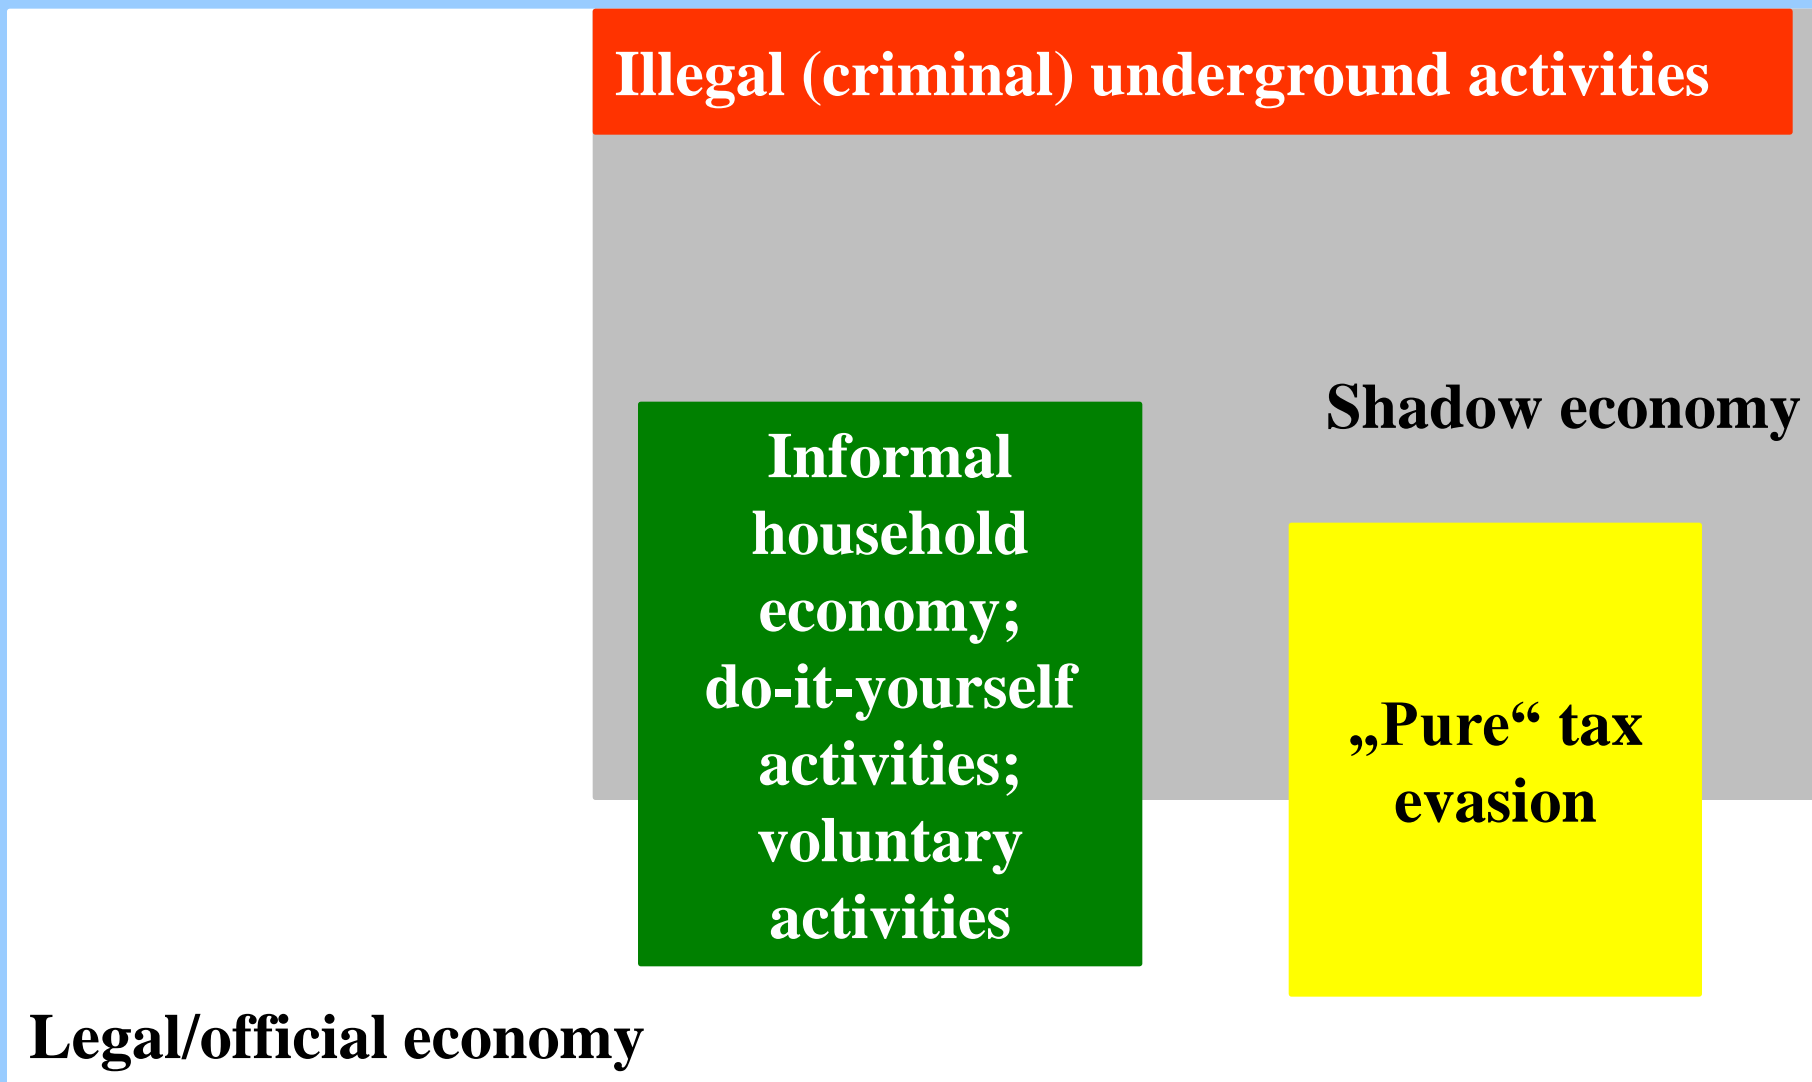 Illegal (criminal) underground activities
Shadow economy
Informal
household
economy;
do-it-yourself
activities;
voluntary
activities
„Pure“ tax
evasion
Legal/official economy